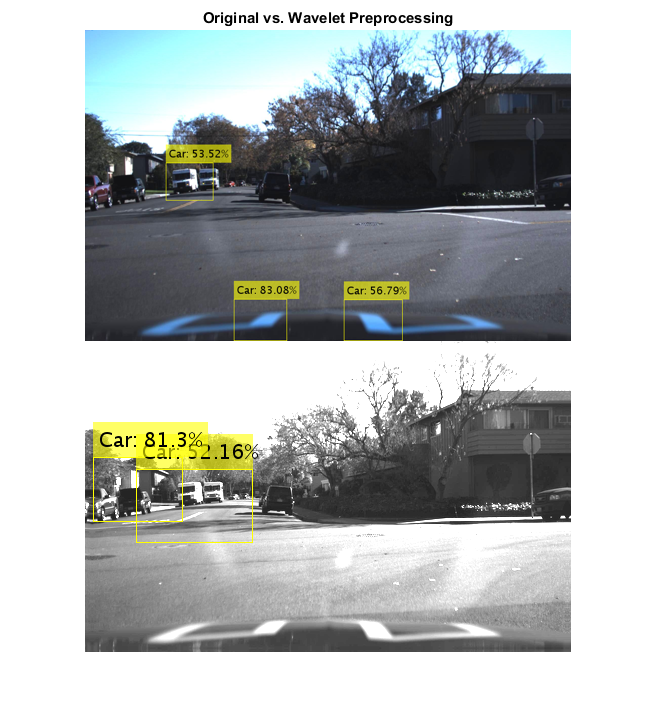 Original vs. Wavelet Preprocessing
Car: 53.52%
Car: 83.08%
Car: 56.79%
Car: 81.3%
Car: 52.16%